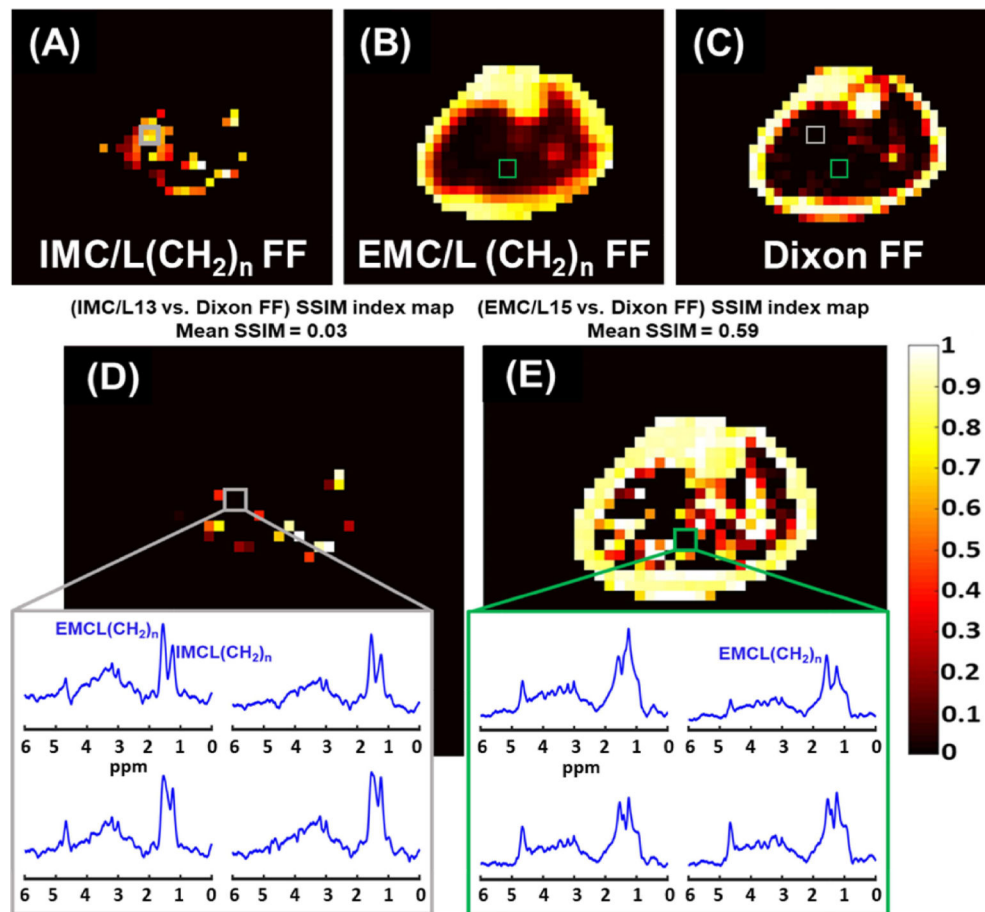 (A)
(B)
(C)
IMC/L(CH₂)ₙ FF
EMC/L (CH₂)ₙ FF
Dixon FF
(IMC/L13 vs. Dixon FF) SSIM index map
Mean SSIM = 0.03
(EMC/L15 vs. Dixon FF) SSIM index map
Mean SSIM = 0.59
(D)
(E)
1
0.9
0.8
0.7
0.6
0.5
0.4
0.3
0.2
0.1
0
EMCL(CH₂)ₙ
IMCL(CH₂)ₙ
6 5 4 3 2 1 0
6 5 4 3 2 1 0
ppm
6 5 4 3 2 1 0
6 5 4 3 2 1 0
EMCL(CH₂)ₙ
6 5 4 3 2 1 0
6 5 4 3 2 1 0
ppm
6 5 4 3 2 1 0
6 5 4 3 2 1 0